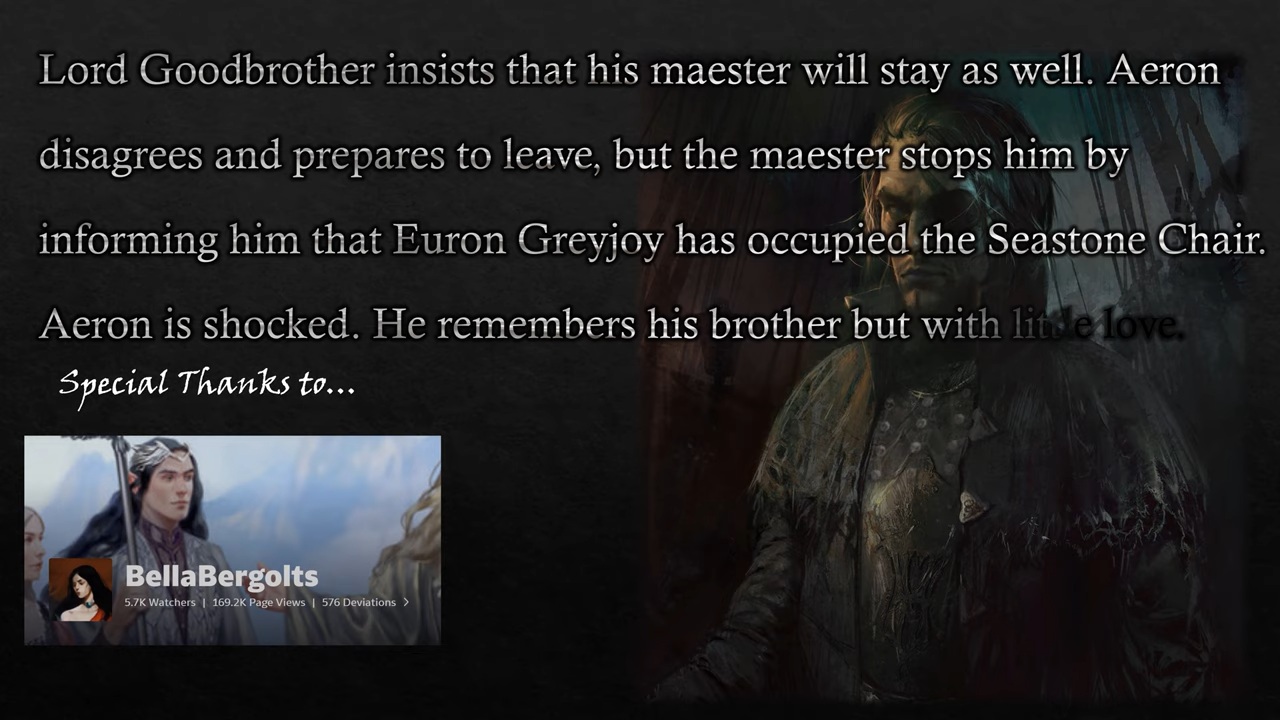 Lord Goodbrother insists that his maester will stay as well. Aeron
disagrees and prepares to leave, but the maester stops him by
informing him that Euron Greyjoy has occupied the Seastone Chair.
Aeron is shocked. He remembers his brother but with little love.
Special Thanks to...
BellaBergolts
5.7K Watchers | 169.2K Page Views | 576 Deviations >